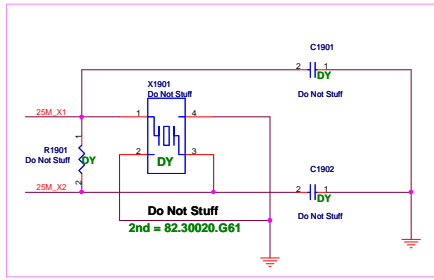 C1901
2 1
DY
Do Not Stuff
X1901
Do Not Stuff
25M_X1
1 4
2 3
DY
R1901
Do Not Stuff
1
DY
2
25M_X2
C1902
2 1
DY
Do Not Stuff
Do Not Stuff
2nd = 82.30020.G61